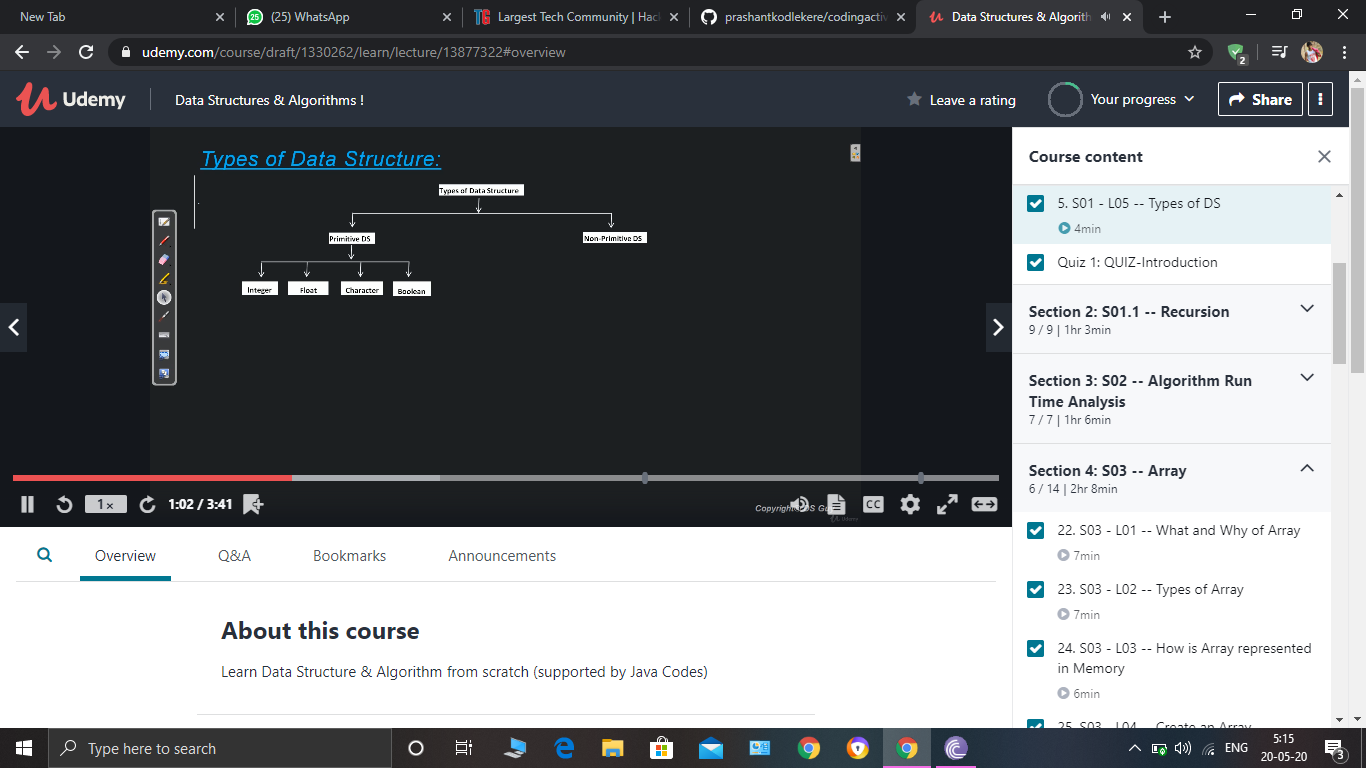 New Tab
(25) WhatsApp
Largest Tech Community | Hac
prashantkodlekere/codingactiv
Data Structures & Algorith
udemy.com/course/draft/1330262/learn/lecture/13877322#overview
2
Udemy
Data Structures & Algorithms !
Leave a rating
Your progress
Share
Types of Data Structure:
Types of Data Structure
Primitive DS
Non-Primitive DS
Integer
Float
Character
Boolean
1x
1:02 / 3:41
CC
Course content
5. S01 - L05 -- Types of DS
4min
Quiz 1: QUIZ-Introduction
Section 2: S01.1 -- Recursion
9 / 9 | 1hr 3min
Section 3: S02 -- Algorithm Run
Time Analysis
7 / 7 | 1hr 6min
Section 4: S03 -- Array
6 / 14 | 2hr 8min
22. S03 - L01 -- What and Why of Array
7min
23. S03 - L02 -- Types of Array
7min
24. S03 - L03 -- How is Array represented
in Memory
6min
25. S03 - L04 -- Create an Array
Overview
Q&A
Bookmarks
Announcements
About this course
Learn Data Structure & Algorithm from scratch (supported by Java Codes)
Type here to search
ENG
5:15
20-05-20
3